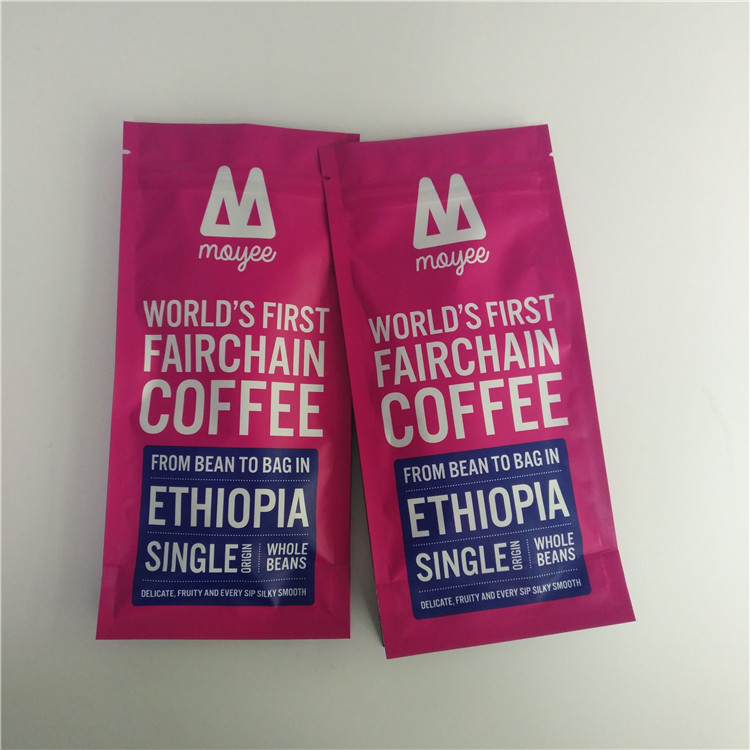 moyee
WORLD'S FIRST
FAIRCHAIN
COFFEE
FROM BEAN TO BAG IN
ETHIOPIA
SINGLE ORIGIN WHOLE BEANS
DELICATE, FRUITY AND EVERY SIP SILKY SMOOTH
moyee
WORLD'S FIRST
FAIRCHAIN
COFFEE
FROM BEAN TO BAG IN
ETHIOPIA
SINGLE ORIGIN WHOLE BEANS
DELICATE, FRUITY AND EVERY SIP SILKY SMOOTH